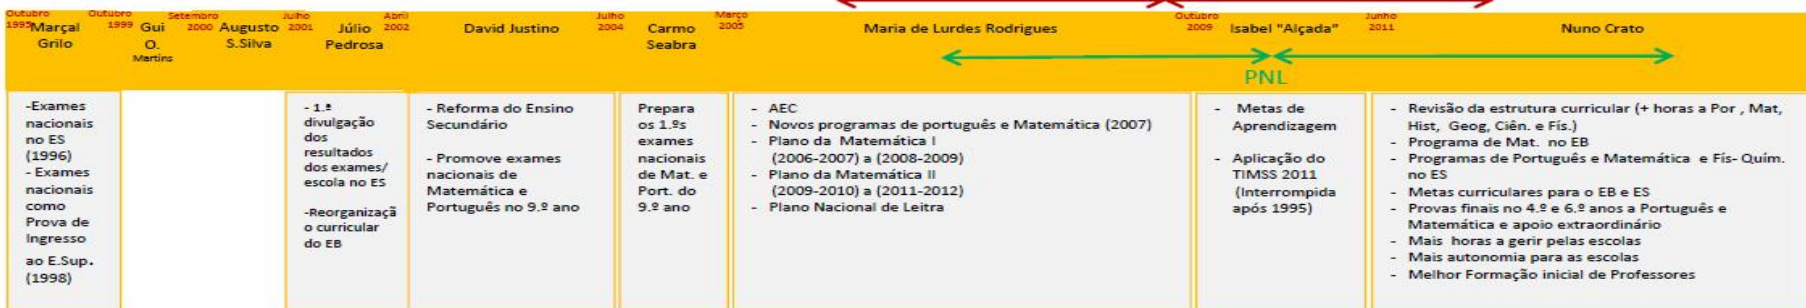 Outubro
1995
Marçal
Grilo
Outubro
1999
Gui
O.
Martins
Setembro
2000
Augusto
S.Silva
Julho
2001
Júlio
Pedrosa
Abril
2002
David Justino
Julho
2004
Carmo
Seabra
Março
2005
Maria de Lurdes Rodrigues
Outubro
2009
Isabel "Alçada"
Junho
2011
Nuno Crato
PNL
-Exames
nacionais
no ES
(1996)
- Exames
nacionais
como
Prova de
Ingresso
ao E.Sup.
(1998)
- 1.ª
divulgação
dos
resultados
dos exames/
escola no ES
-Reorganizaçã
o curricular
do EB
- Reforma do Ensino
Secundário
- Promove exames
nacionais de
Matemática e
Português no 9.º ano
Prepara
os 1.ºs
exames
nacionais
de Mat. e
Port. do
9.º ano
- AEC
- Novos programas de português e Matemática (2007)
- Plano da Matemática I
(2006-2007) a (2008-2009)
- Plano da Matemática II
(2009-2010) a (2011-2012)
- Plano Nacional de Leitra
- Metas de
Aprendizagem
- Aplicação do
TIMSS 2011
(Interrompida
após 1995)
- Revisão da estrutura curricular (+ horas a Por , Mat,
Hist, Geog, Ciên. e Fís.)
- Programa de Mat. no EB
- Programas de Português e Matemática e Fís- Quím.
no ES
- Metas curriculares para o EB e ES
- Provas finais no 4.º e 6.º anos a Português e
Matemática e apoio extraordinário
- Mais horas a gerir pelas escolas
- Mais autonomia para as escolas
- Melhor Formação inicial de Professores